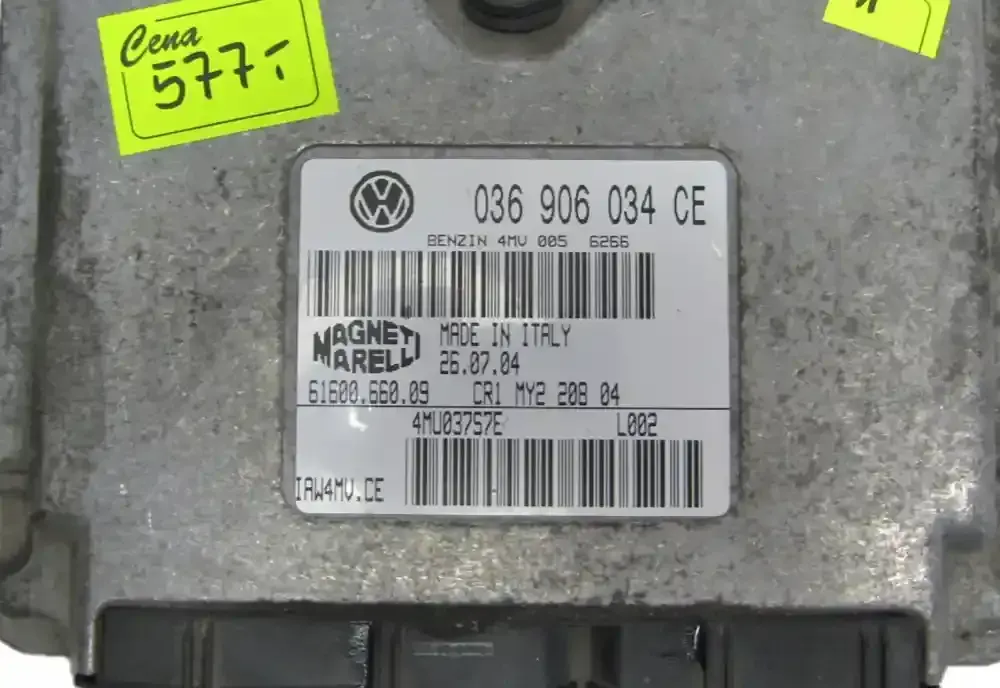 Cena
577,-
036 906 034 CE
BENZIN 4MV 005 6266
MAGNETI
MARELLI
MADE IN ITALY
26.07.04
61600.660.09 CR1 MY2 208 04
4MU037S7E L002
IAW4MV.CE